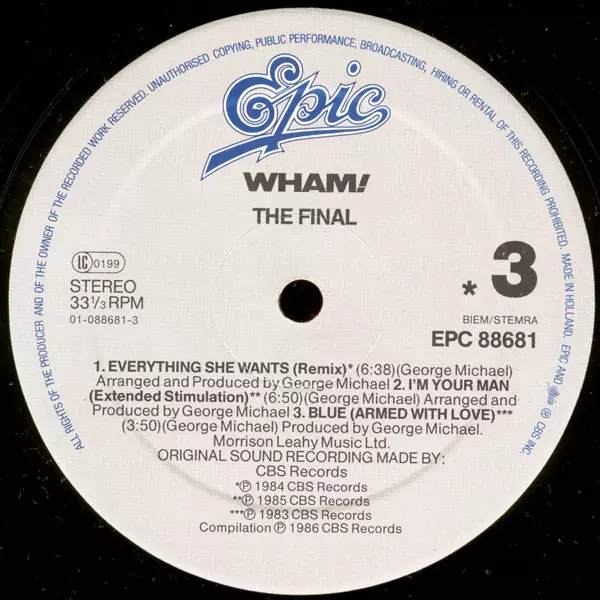 ALL RIGHTS OF THE PRODUCER AND OF THE OWNER OF THE RECORDED WORK RESERVED. UNAUTHORISED COPYING, PUBLIC PERFORMANCE, BROADCASTING, HIRING OR RENTAL OF THIS RECORDING PROHIBITED. MADE IN HOLLAND. EPIC AND Epic ® CBS INC.
Epic
WHAM!
THE FINAL
LC 0199
STEREO
33 1/3 RPM
01-088681-3
* 3
BIEM/STEMRA
EPC 88681
1. EVERYTHING SHE WANTS (Remix)* (6:38)(George Michael)
Arranged and Produced by George Michael 2. I'M YOUR MAN
(Extended Stimulation)** (6:50)(George Michael) Arranged and
Produced by George Michael 3. BLUE (ARMED WITH LOVE)***
(3:50)(George Michael) Produced by George Michael.
Morrison Leahy Music Ltd.
ORIGINAL SOUND RECORDING MADE BY:
CBS Records
*℗ 1984 CBS Records
**℗ 1985 CBS Records
***℗ 1983 CBS Records
Compilation ℗ 1986 CBS Records